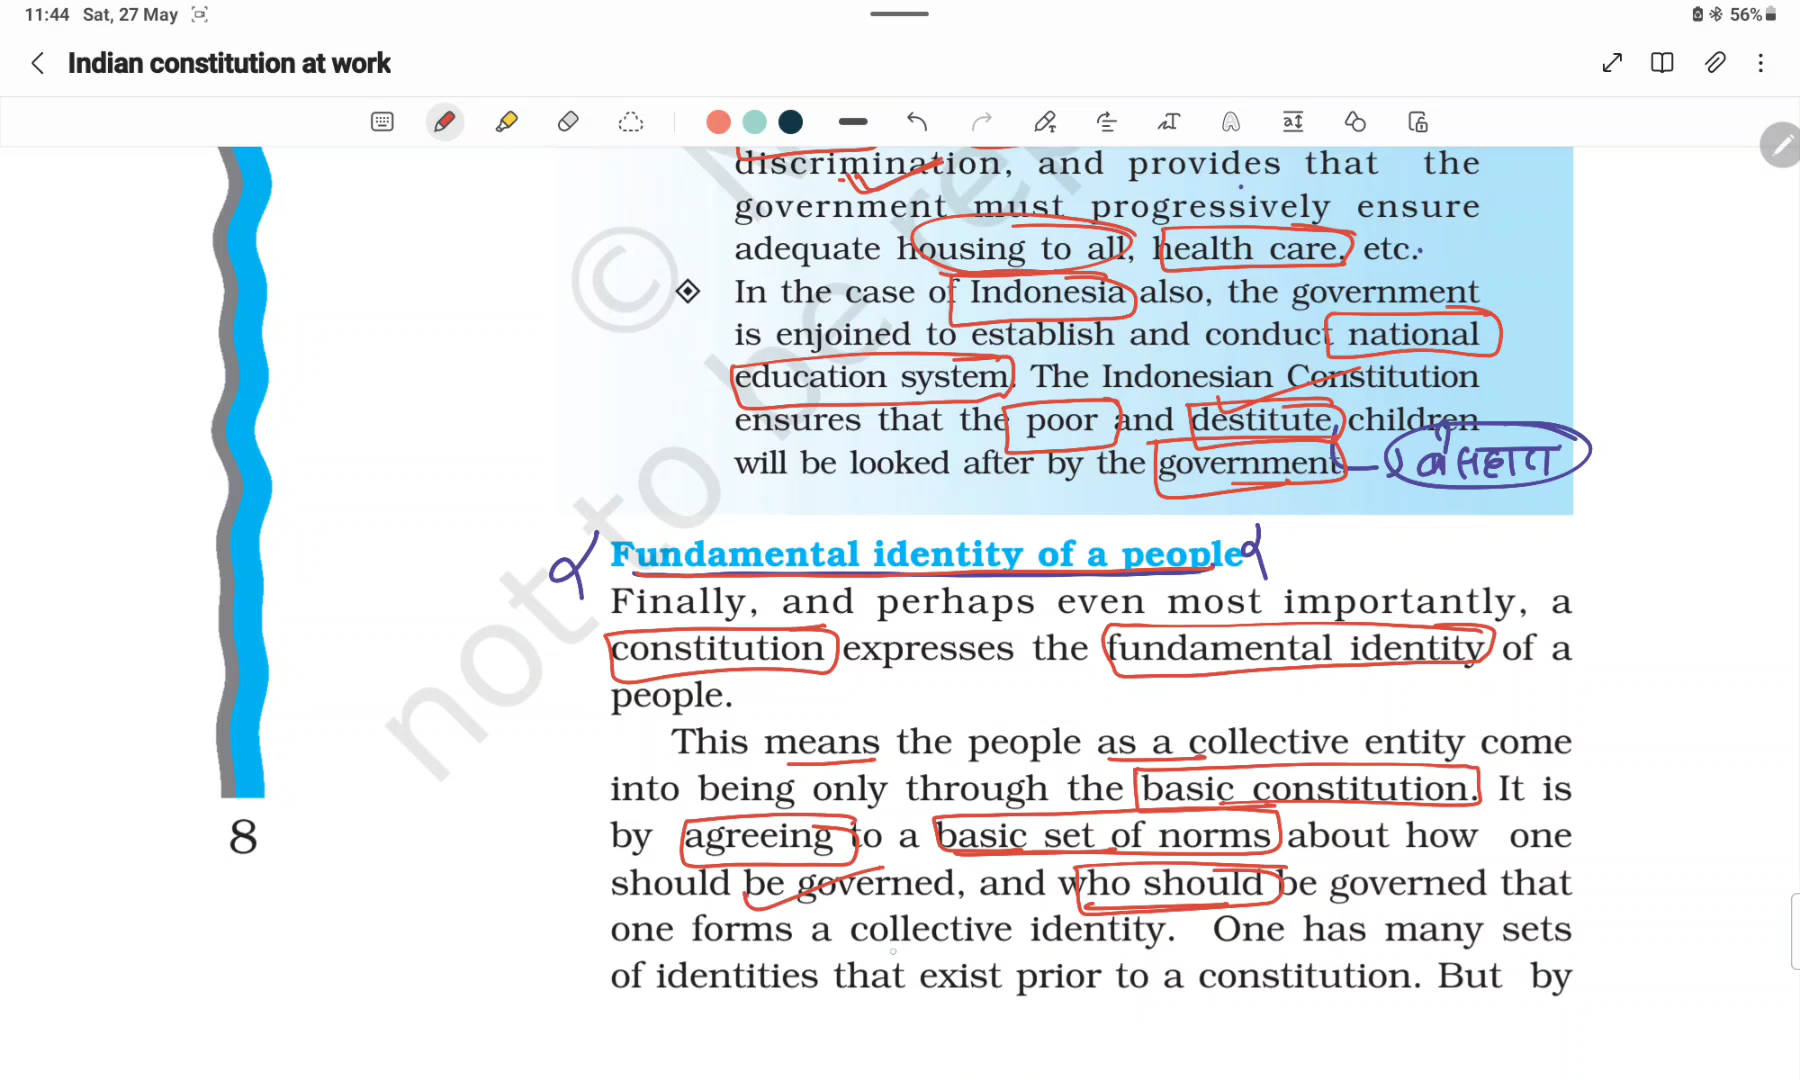 11:44 Sat, 27 May 56%
Indian constitution at work
discrimination, and provides that the
government must progressively ensure
adequate housing to all, health care, etc.
In the case of Indonesia also, the government
is enjoined to establish and conduct national
education system. The Indonesian Constitution
ensures that the poor and destitute children
will be looked after by the government.
Fundamental identity of a people
Finally, and perhaps even most importantly, a
constitution expresses the fundamental identity of a
people.
This means the people as a collective entity come
into being only through the basic constitution. It is
by agreeing to a basic set of norms about how one
should be governed, and who should be governed that
one forms a collective identity. One has many sets
of identities that exist prior to a constitution. But by
8
not to be re
©